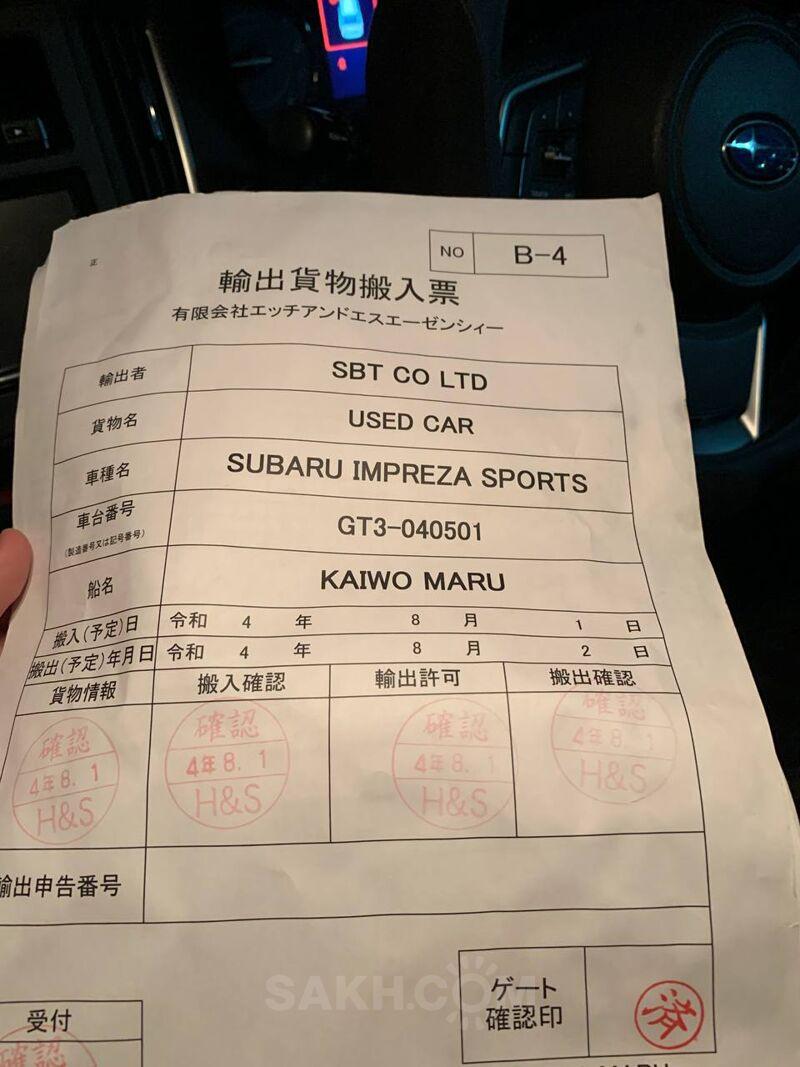 正
NO B-4
輸出貨物搬入票
有限会社エッチアンドエスエーゼンシィー
輸出者 SBT CO LTD
貨物名 USED CAR
車種名 SUBARU IMPREZA SPORTS
車台番号 GT3-040501
(製造番号又は記号番号)
船名 KAIWO MARU
搬入(予定)日 令和 4 年 8 月 1 日
搬出(予定)年月日 令和 4 年 8 月 2 日
貨物情報 搬入確認 輸出許可 搬出確認
確認 確認 確認 確認
4年 8. 1 4年 8. 1 4年 8. 1 4年 8. 1
H&S H&S H&S H&S
輸出申告番号
SAKH.COM
受付
確認
ゲート
確認印
済